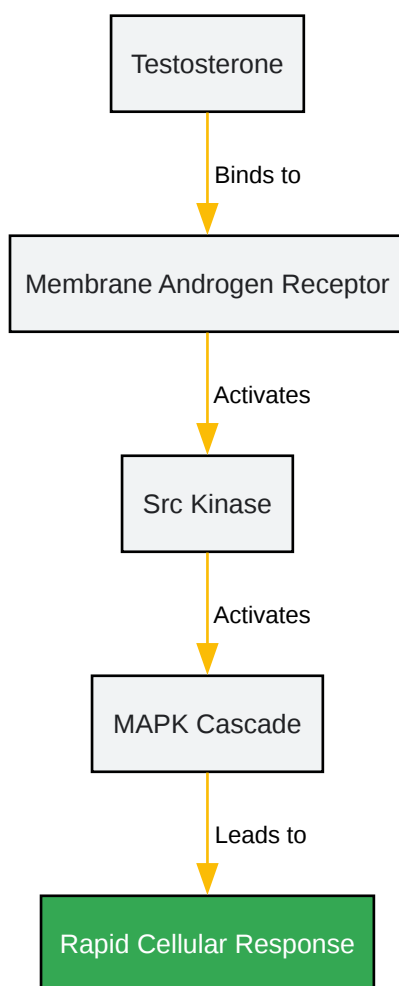 Testosterone
Binds to
Membrane Androgen Receptor
Activates
Src Kinase
Activates
MAPK Cascade
Leads to
Rapid Cellular Response